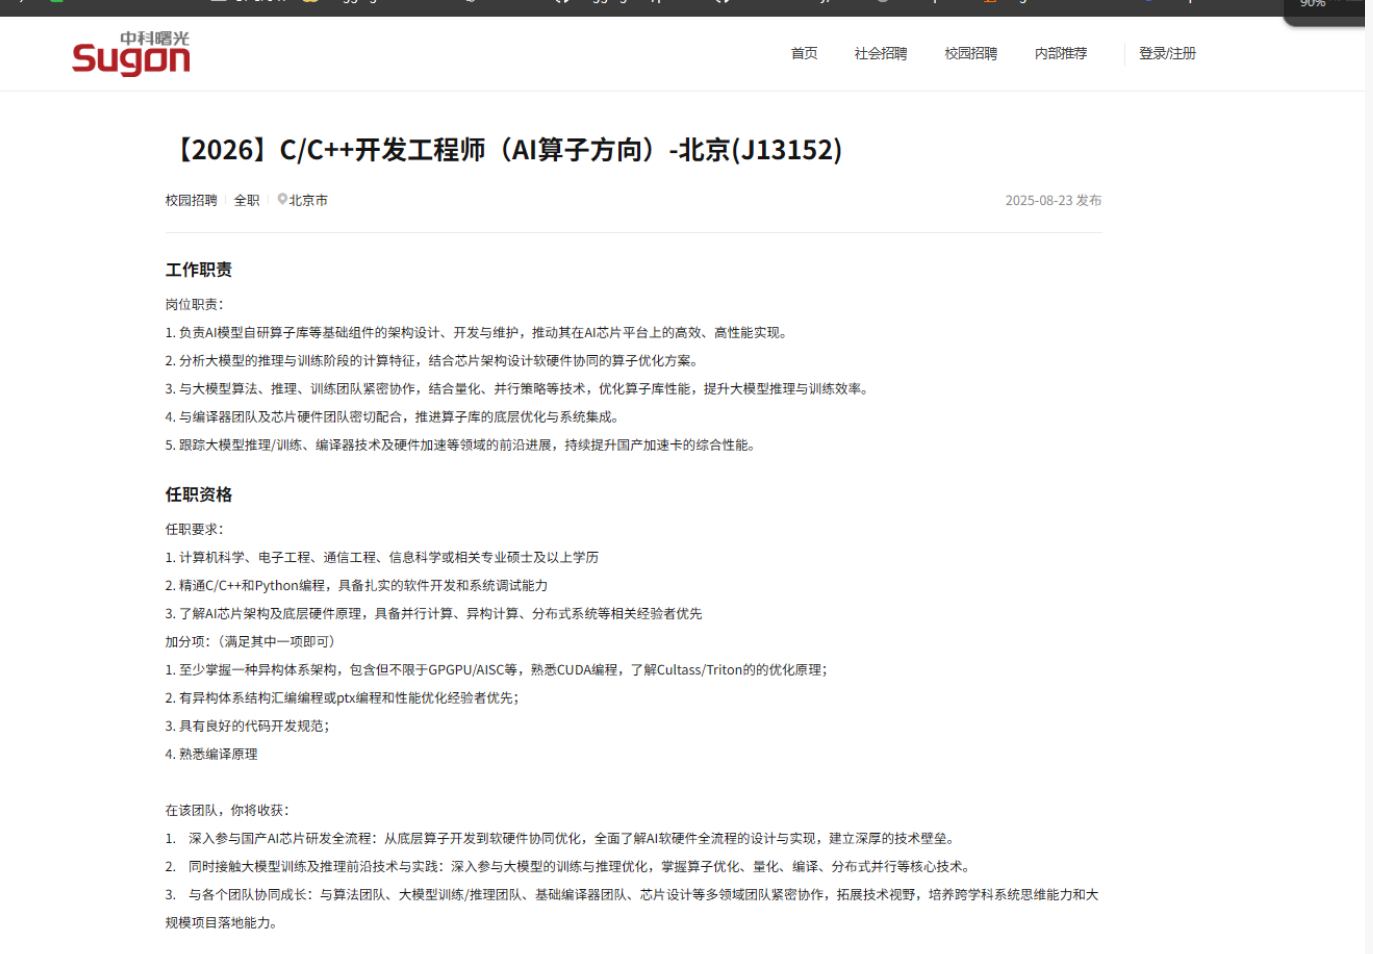 90%
中科曙光
Sugon
首页 社会招聘 校园招聘 内部推荐 登录/注册
【2026】C/C++开发工程师（AI算子方向）-北京(J13152)
校园招聘 全职 北京市 2025-08-23 发布
工作职责
岗位职责：
1. 负责AI模型自研算子库等基础组件的架构设计、开发与维护，推动其在AI芯片平台上的高效、高性能实现。
2. 分析大模型的推理与训练阶段的计算特征，结合芯片架构设计软硬件协同的算子优化方案。
3. 与大模型算法、推理、训练团队紧密协作，结合量化、并行策略等技术，优化算子库性能，提升大模型推理与训练效率。
4. 与编译器团队及芯片硬件团队密切配合，推进算子库的底层优化与系统集成。
5. 跟踪大模型推理/训练、编译器技术及硬件加速等领域的前沿进展，持续提升国产加速卡的综合性能。
任职资格
任职要求：
1. 计算机科学、电子工程、通信工程、信息科学或相关专业硕士及以上学历
2. 精通C/C++和Python编程，具备扎实的软件开发和系统调试能力
3. 了解AI芯片架构及底层硬件原理，具备并行计算、异构计算、分布式系统等相关经验者优先
加分项：（满足其中一项即可）
1. 至少掌握一种异构体系架构，包含但不限于GPGPU/AISC等，熟悉CUDA编程，了解Cultass/Triton的的优化原理；
2. 有异构体系结构汇编编程或ptx编程和性能优化经验者优先；
3. 具有良好的代码开发规范；
4. 熟悉编译原理
在该团队，你将收获：
1. 深入参与国产AI芯片研发全流程：从底层算子开发到软硬件协同优化，全面了解AI软硬件全流程的设计与实现，建立深厚的技术壁垒。
2. 同时接触大模型训练及推理前沿技术与实践：深入参与大模型的训练与推理优化，掌握算子优化、量化、编译、分布式并行等核心技术。
3. 与各个团队协同成长：与算法团队、大模型训练/推理团队、基础编译器团队、芯片设计等多领域团队紧密协作，拓展技术视野，培养跨学科系统思维能力和大
规模项目落地能力。